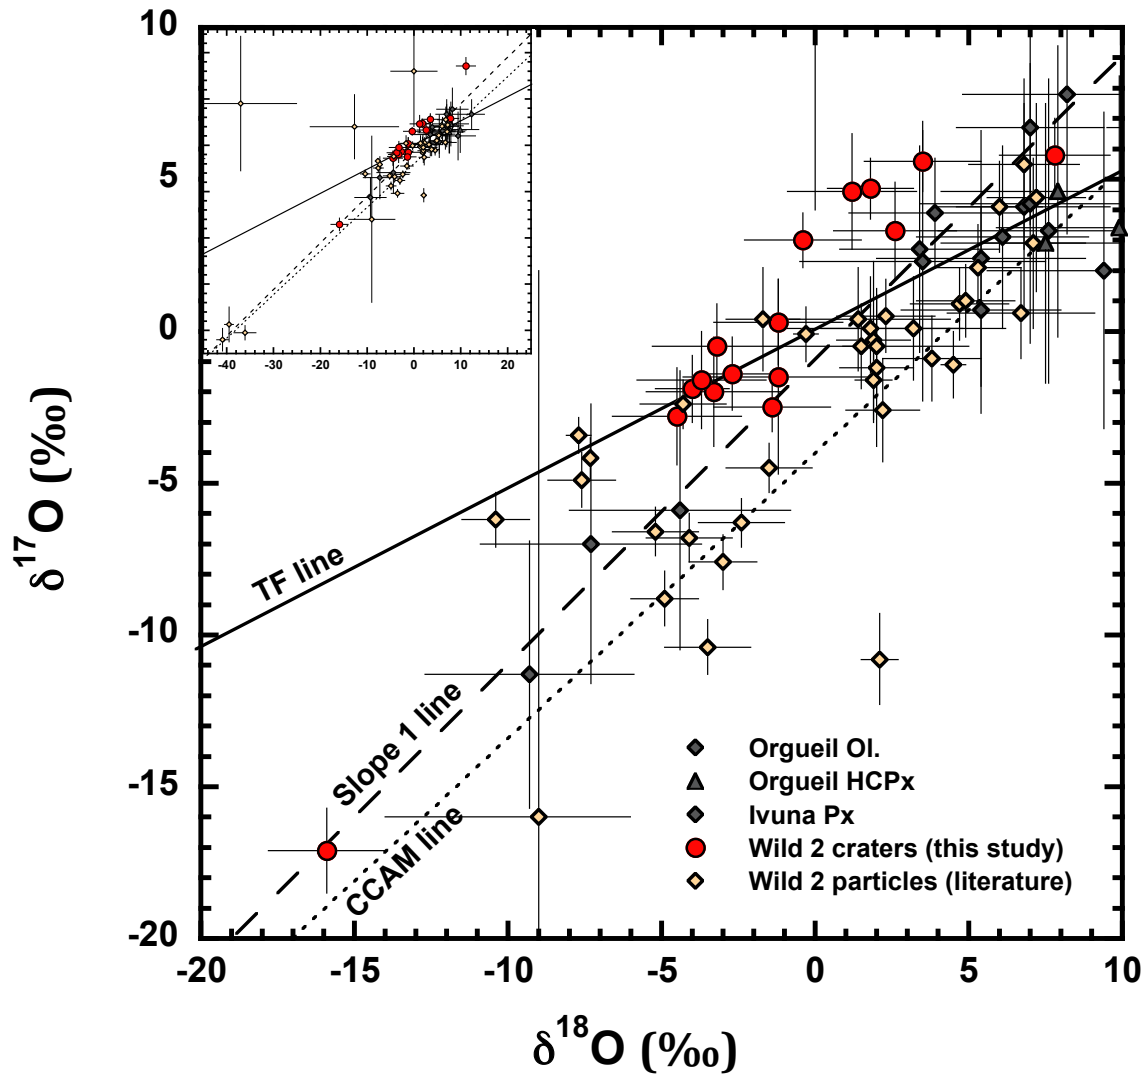 10
5
0
-5
-10
-15
-20
-20
-15
-10
-5
0
5
10
-40
-30
-20
-10
0
10
20
δ¹⁷O (‰)
δ¹⁸O (‰)
TF line
Slope 1 line
CCAM line
Orgueil Ol.
Orgueil HCPx
Ivuna Px
Wild 2 craters (this study)
Wild 2 particles (literature)